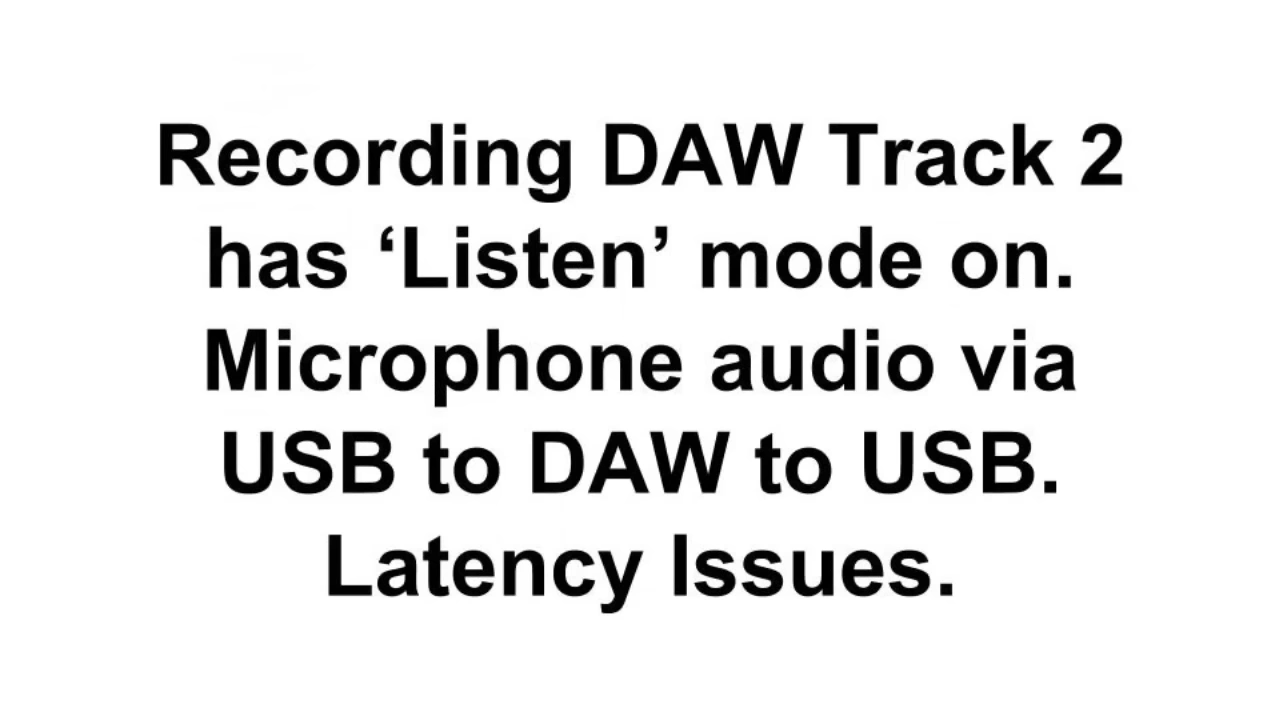 Recording DAW Track 2
has ‘Listen’ mode on.
Microphone audio via
USB to DAW to USB.
Latency Issues.